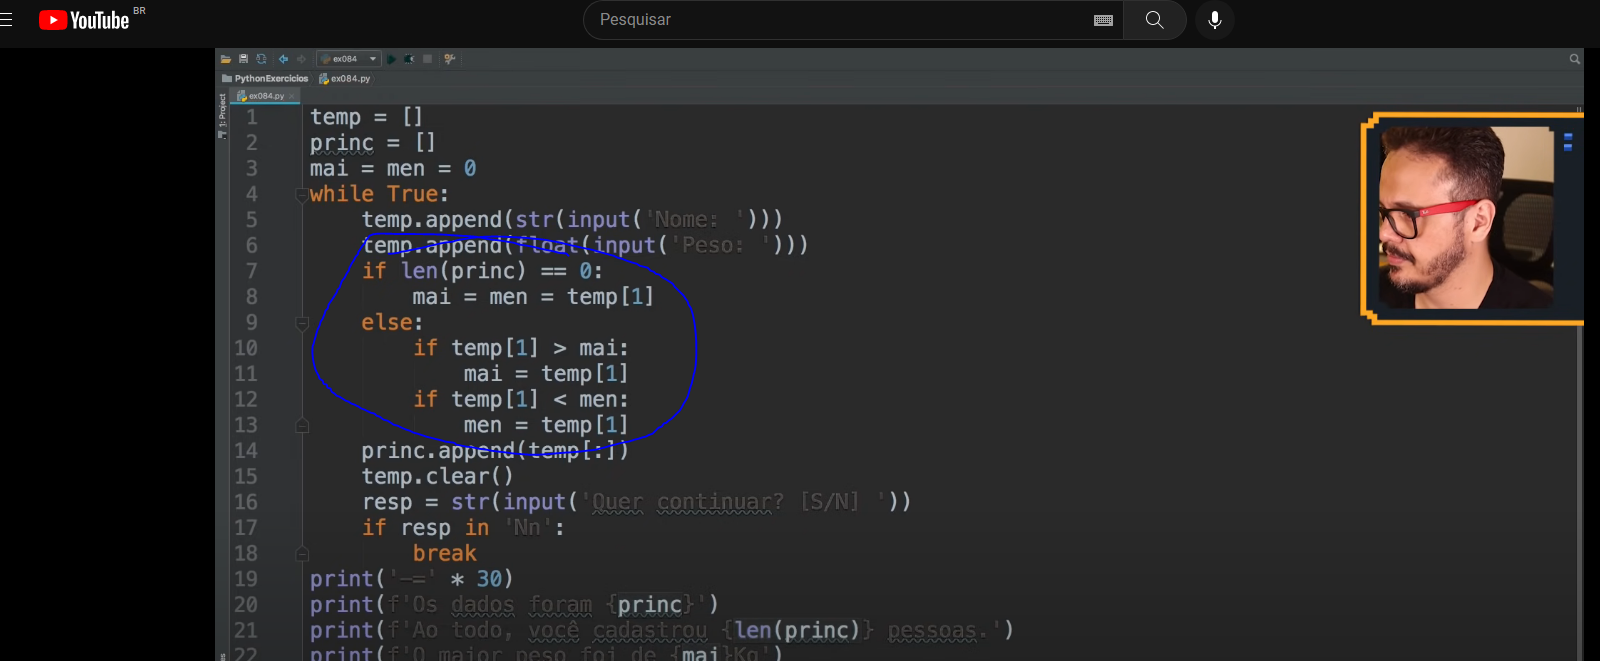 YouTube BR
Pesquisar
ex084
PythonExercicios ex084.py
ex084.py
1: Project
1 temp = []
2 princ = []
3 mai = men = 0
4 while True:
5 temp.append(str(input('Nome: ')))
6 temp.append(float(input('Peso: ')))
7 if len(princ) == 0:
8 mai = men = temp[1]
9 else:
10 if temp[1] > mai:
11 mai = temp[1]
12 if temp[1] < men:
13 men = temp[1]
14 princ.append(temp[:])
15 temp.clear()
16 resp = str(input('Quer continuar? [S/N] '))
17 if resp in 'Nn':
18 break
19 print('-=' * 30)
20 print(f'Os dados foram {princ}')
21 print(f'Ao todo, você cadastrou {len(princ)} pessoas.')
22 print(f'O maior peso foi de {mai}Kg')